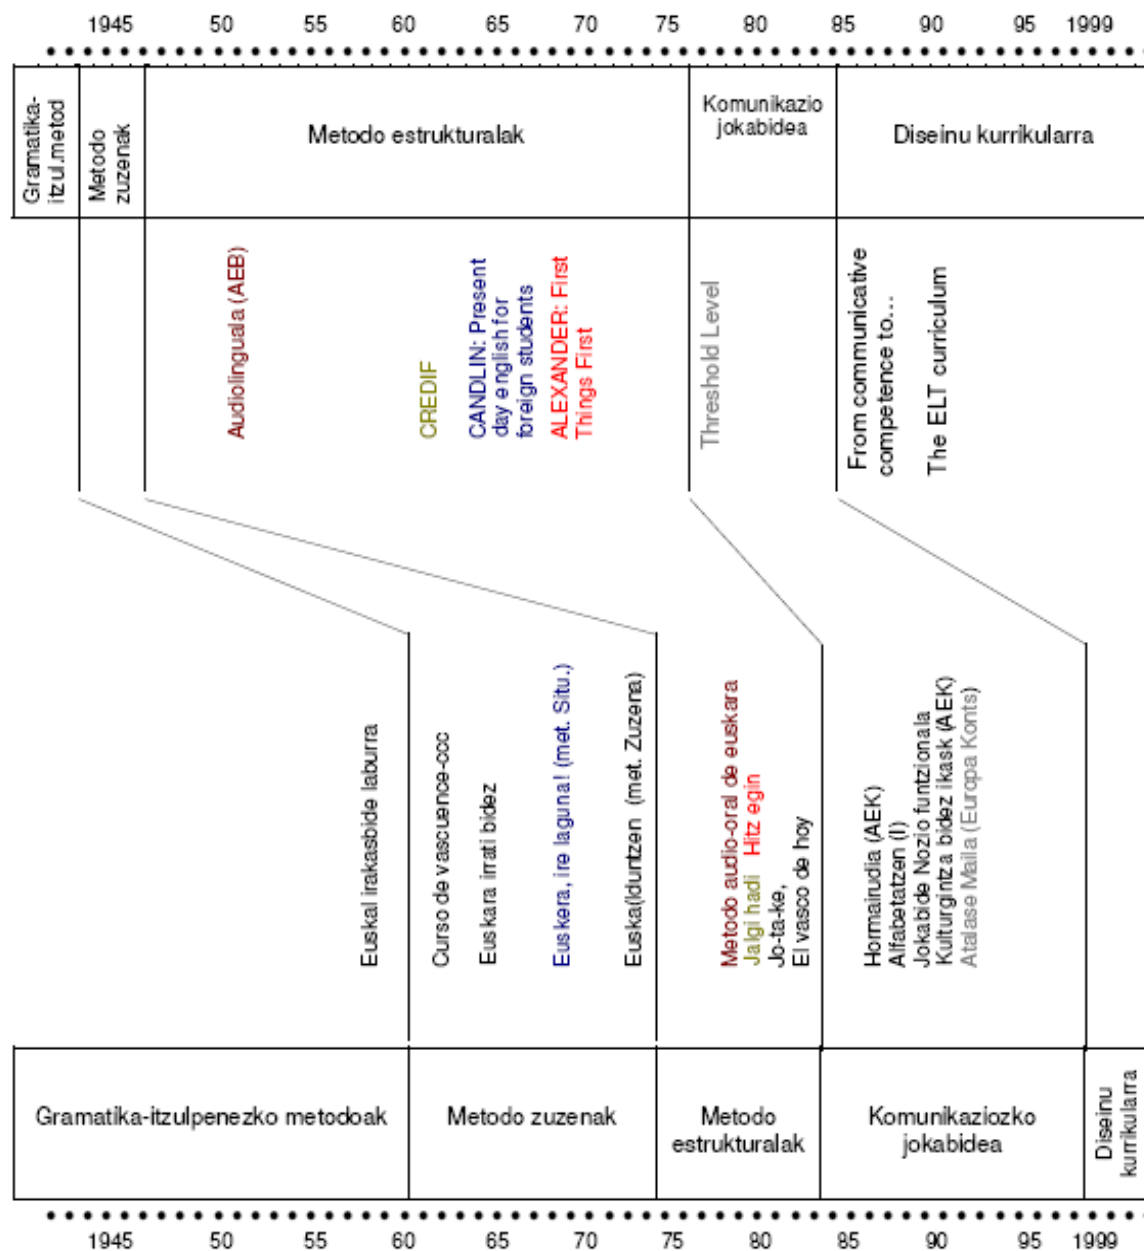 1945 50 55 60 65 70 75 80 85 90 95 1999
Gramatika-
itzul.metod
Metodo
zuzenak
Metodo estrukturalak
Komunikazio
jokabidea
Diseinu kurrikularra
Audiolinguala (AEB)
CREDIF
CANDLIN: Present
day english for
foreign students
ALEXANDER: First
Things First
Threshold Level
From communicative
competence to...
The ELT curriculum
Euskal irakasbide laburra
Curso de vascuence-ccc
Euskara irrati bidez
Euskera, ire laguna! (met. Situ.)
Euska(lduntzen (met. Zuzena)
Metodo audio-oral de euskara
Jalgi hadi Hitz egin
Jo-ta-ke,
El vasco de hoy
Hormairudia (AEK)
Alfabetatzen (I)
Jokabide Nozio funtzionala
Kulturgintza bidez ikask (AEK)
Atalase Maila (Europa Konts)
Gramatika-itzulpenezko metodoak
Metodo zuzenak
Metodo
estrukturalak
Komunikaziozko
jokabidea
Diseinu
kurrikularra
1945 50 55 60 65 70 75 80 85 90 95 1999